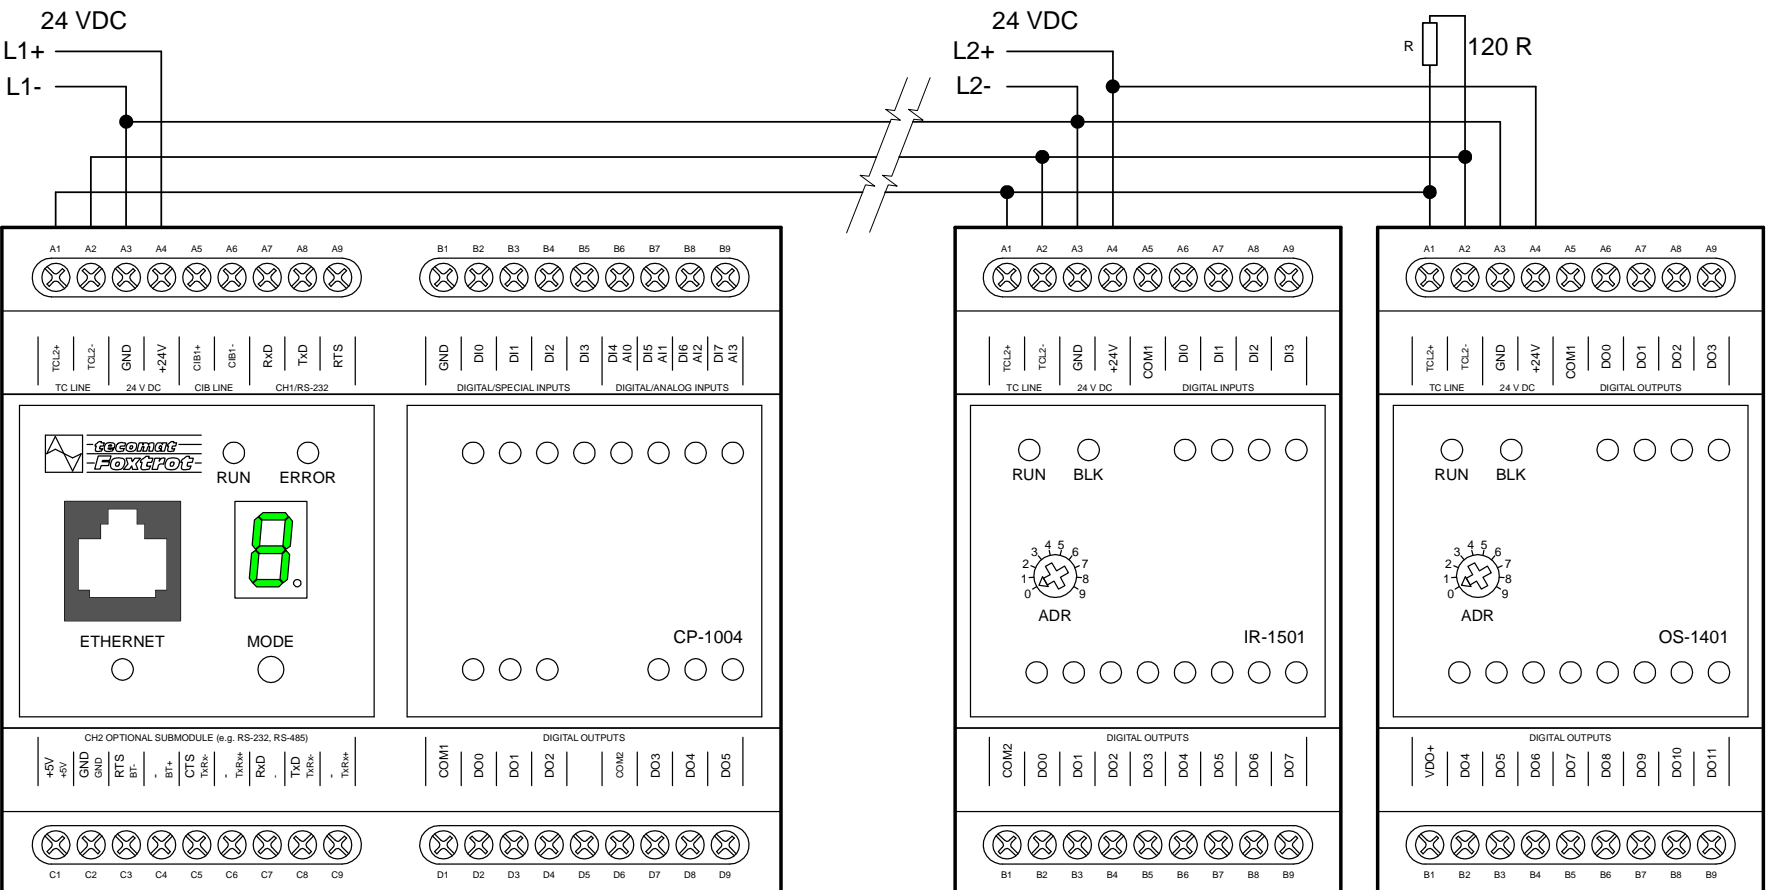 24 VDC
L1+
L1-
24 VDC
L2+
L2-
R
120 R
A1 A2 A3 A4 A5 A6 A7 A8 A9
B1 B2 B3 B4 B5 B6 B7 B8 B9
TCL2+ TCL2- GND +24V CIB1+ CIB1- RxD TxD RTS
TC LINE 24 V DC CIB LINE CH1/RS-232
GND DI0 DI1 DI2 DI3 DI4 AI0 DI5 AI1 DI6 AI2 DI7 AI3
DIGITAL/SPECIAL INPUTS DIGITAL/ANALOG INPUTS
tecomat
Foxtrot
RUN ERROR
8.
ETHERNET MODE
CP-1004
CH2 OPTIONAL SUBMODULE (e.g. RS-232, RS-485)
+5V GND RTS - CTS - RxD TxD -
+5V GND BT- BT+ TxRx- TxRx+ - TxRx- TxRx+
DIGITAL OUTPUTS
COM1 DO0 DO1 DO2 COM2 DO3 DO4 DO5
C1 C2 C3 C4 C5 C6 C7 C8 C9
D1 D2 D3 D4 D5 D6 D7 D8 D9
A1 A2 A3 A4 A5 A6 A7 A8 A9
TCL2+ TCL2- GND +24V COM1 DI0 DI1 DI2 DI3
TC LINE 24 V DC DIGITAL INPUTS
RUN BLK
0 1 2 3 4 5 6 7 8 9
ADR
IR-1501
DIGITAL OUTPUTS
COM2 DO0 DO1 DO2 DO3 DO4 DO5 DO6 DO7
B1 B2 B3 B4 B5 B6 B7 B8 B9
A1 A2 A3 A4 A5 A6 A7 A8 A9
TCL2+ TCL2- GND +24V COM1 DO0 DO1 DO2 DO3
TC LINE 24 V DC DIGITAL OUTPUTS
RUN BLK
0 1 2 3 4 5 6 7 8 9
ADR
OS-1401
DIGITAL OUTPUTS
VDO+ DO4 DO5 DO6 DO7 DO8 DO9 DO10 DO11
B1 B2 B3 B4 B5 B6 B7 B8 B9